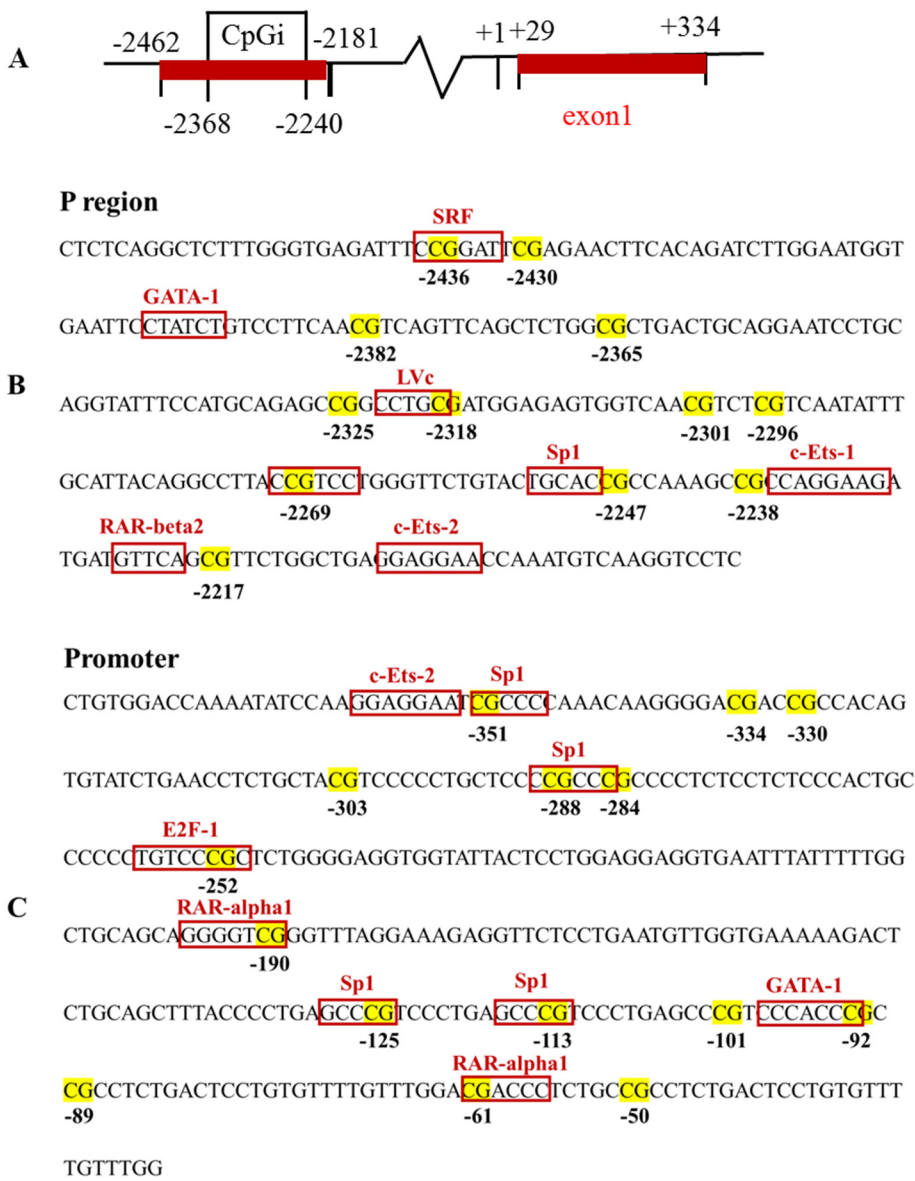 A
-2462 CpGi -2181 +1 +29 +334
-2368 -2240 exon1
P region
SRF
CTCTCAGGCTCTTTGGGTGAGATTTCCGGATTCGAGAACTTCACAGATCTTGGAATGGT
-2436 -2430
GATA-1
GAATTCCTATCTGTCCTTCAACGTCAGTTCAGCTCTGGCGCTGACTGCAGGAATCCTGC
-2382 -2365
B
LVc
AGGTATTTCCATGCAGAGCCGGCCTGCGATGGAGAGTGGTCAACGTCTCGTCAATATTT
-2325 -2318 -2301 -2296
Sp1 c-Ets-1
GCATTACAGGCCTTACCGTCCTGGGTTCTGTACTGCACCGCCAAAGCCGCCAGGAAGA
-2269 -2247 -2238
RAR-beta2 c-Ets-2
TGATGTTCAGCGTTCTGGCTGAGGAGGAACCAAATGTCAAGGTCCTC
-2217
Promoter
c-Ets-2 Sp1
CTGTGGACCAAAATATCCAAGGAGGAATCGCCCCAAACAAGGGGACGACCGCCACAG
-351 -334 -330
Sp1
TGTATCTGAACCTCTGCTACGTCCCCCTGCTCCCCGCCCCGCCCCTCTCCTCTCCCACTGC
-303 -288 -284
E2F-1
CCCCCTGTCCCGCTCTGGGGAGGTGGTATTACTCCTGGAGGAGGTGAATTTATTTTTGG
-252
C
RAR-alpha1
CTGCAGCAGGGGTCGGGTTTAGGAAAGAGGTTCTCCTGAATGTTGGTGAAAAAGACT
-190
Sp1 Sp1 GATA-1
CTGCAGCTTTACCCCTGAGCCCGTCCCTGAGCCCGTCCCTGAGCCCGTCCCACCCGC
-125 -113 -101 -92
RAR-alpha1
CGCCTCTGACTCCTGTGTTTTGTTTGGACGACCCTCTGCCGCCTCTGACTCCTGTGTTT
-89 -61 -50
TGTTTGG